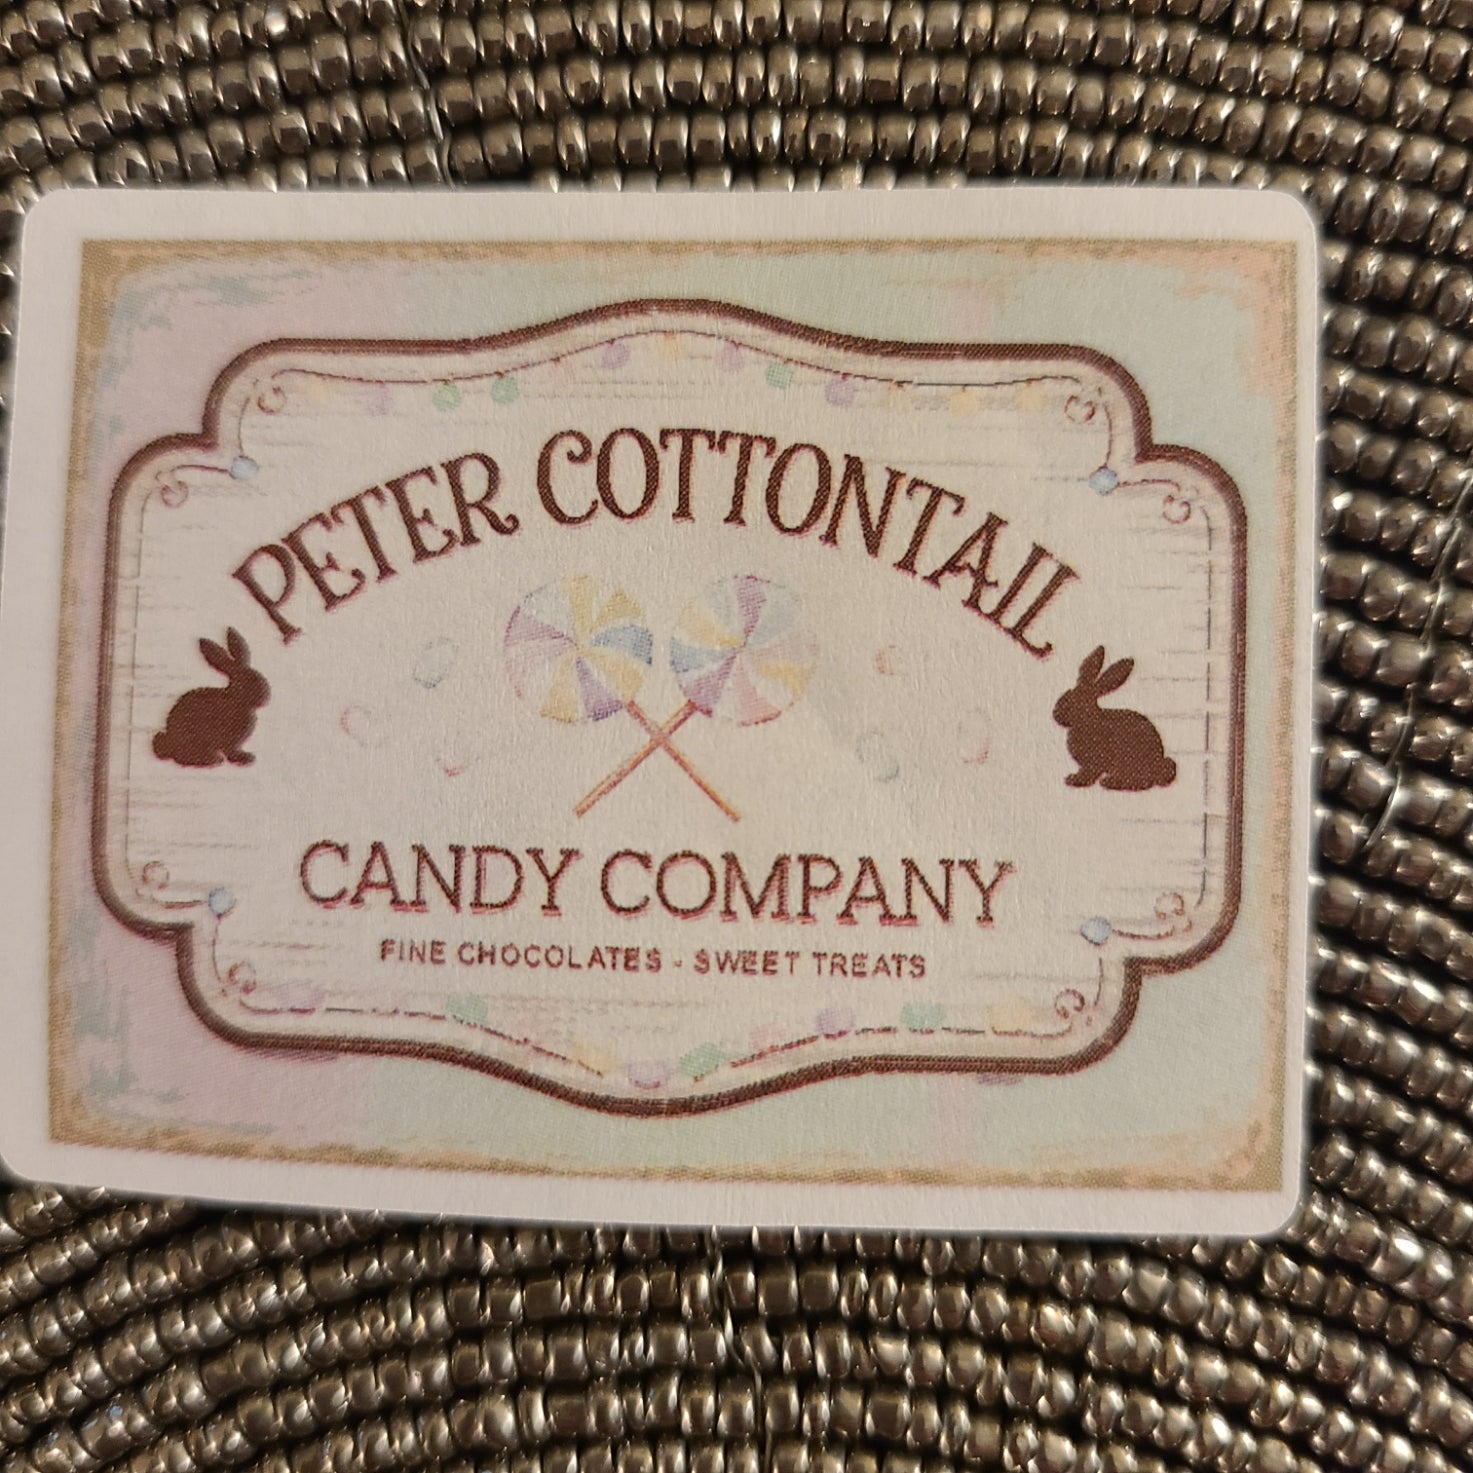 PETER COTTONTAIL
CANDY COMPANY
FINE CHOCOLATES - SWEET TREATS